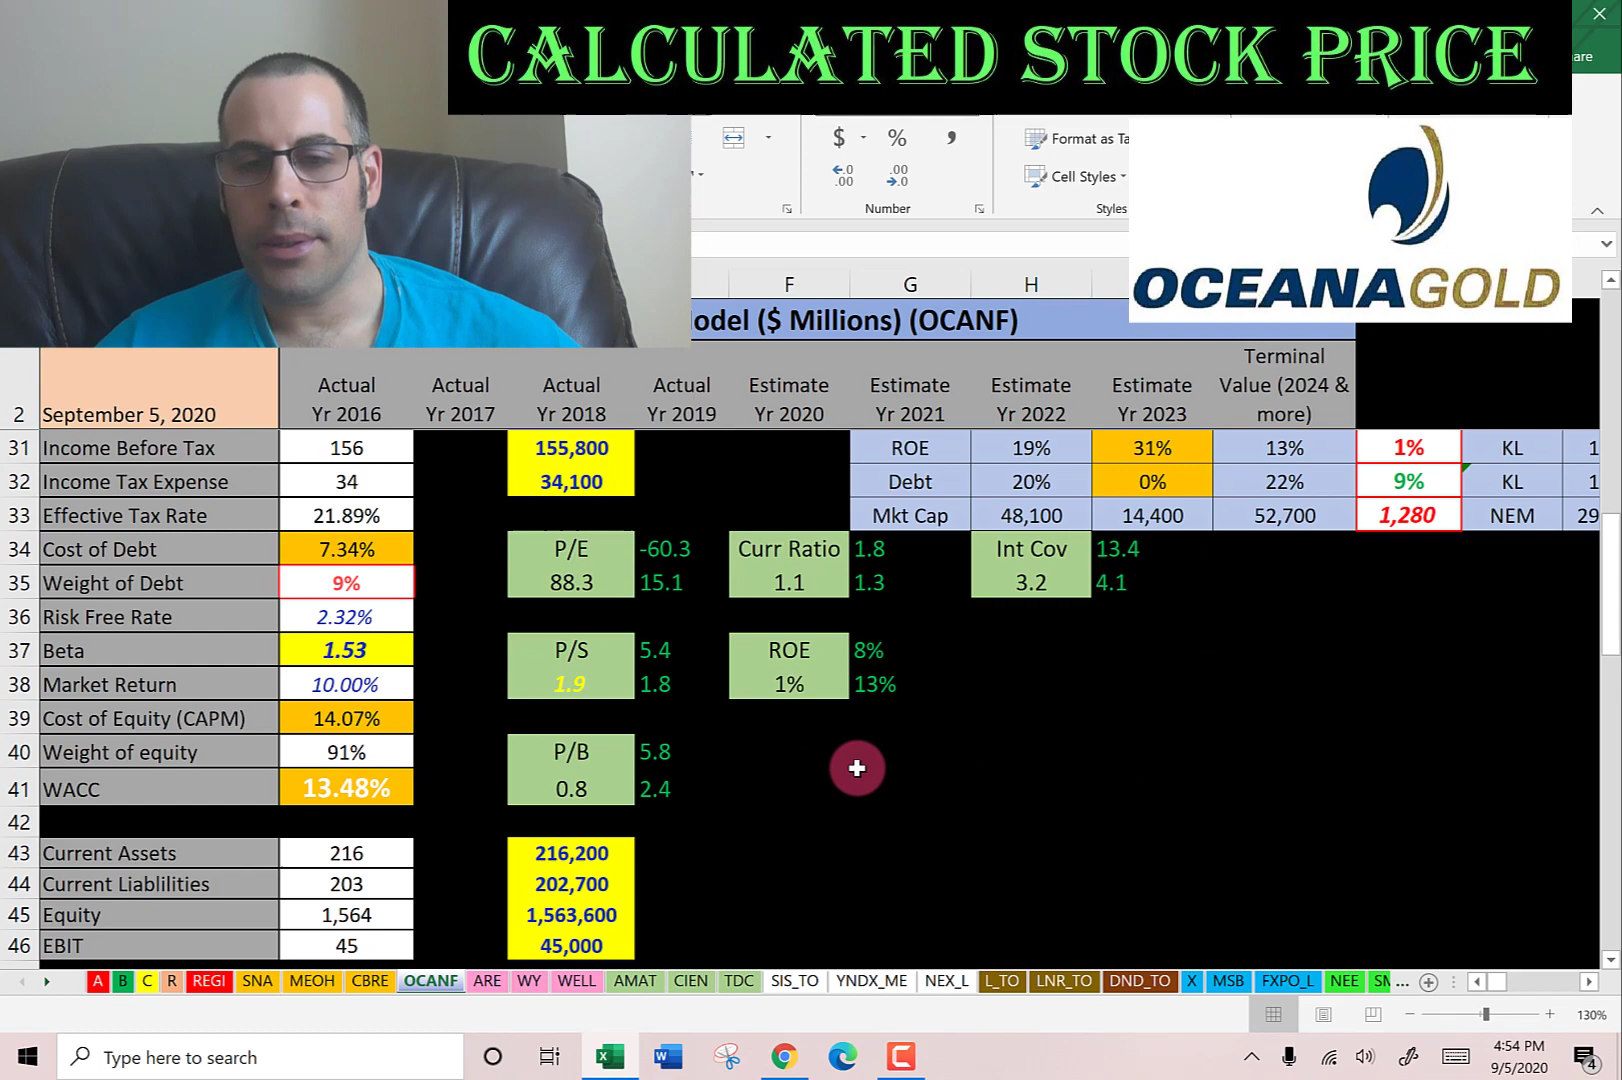 CALCULATED STOCK PRICE
are
$ % ,
Format as Ta
Cell Styles
Number
Styles
OCEANAGOLD
F G H
odel ($ Millions) (OCANF)
2 September 5, 2020 Actual Yr 2016 Actual Yr 2017 Actual Yr 2018 Actual Yr 2019 Estimate Yr 2020 Estimate Yr 2021 Estimate Yr 2022 Estimate Yr 2023 Terminal Value (2024 & more)
31 Income Before Tax 156 155,800 ROE 19% 31% 13% 1% KL 1
32 Income Tax Expense 34 34,100 Debt 20% 0% 22% 9% KL 1
33 Effective Tax Rate 21.89% Mkt Cap 48,100 14,400 52,700 1,280 NEM 29
34 Cost of Debt 7.34% P/E -60.3 Curr Ratio 1.8 Int Cov 13.4
35 Weight of Debt 9% 88.3 15.1 1.1 1.3 3.2 4.1
36 Risk Free Rate 2.32%
37 Beta 1.53 P/S 5.4 ROE 8%
38 Market Return 10.00% 1.9 1.8 1% 13%
39 Cost of Equity (CAPM) 14.07%
40 Weight of equity 91% P/B 5.8
41 WACC 13.48% 0.8 2.4
42
43 Current Assets 216 216,200
44 Current Liablilities 203 202,700
45 Equity 1,564 1,563,600
46 EBIT 45 45,000
A B C R REGI SNA MEOH CBRE OCANF ARE WY WELL AMAT CIEN TDC SIS_TO YNDX_ME NEX_L L_TO LNR_TO DND_TO X MSB FXPO_L NEE SM ...
130%
Type here to search
4:54 PM
9/5/2020
4